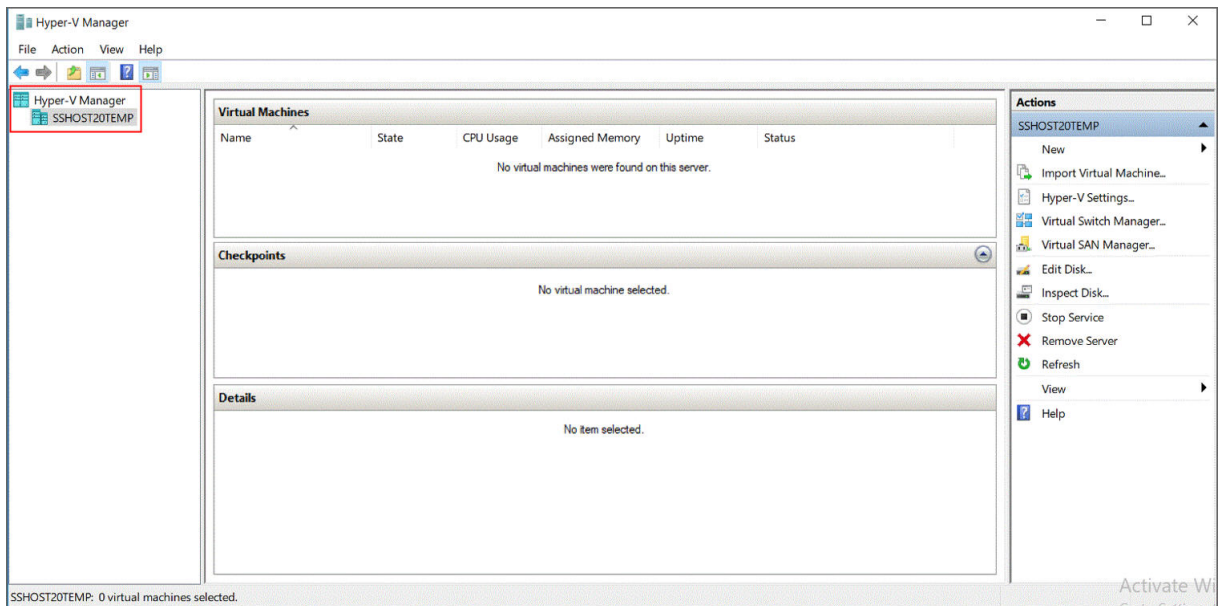 Hyper-V Manager
File Action View Help
Hyper-V Manager
SSHOST20TEMP
Virtual Machines
Name State CPU Usage Assigned Memory Uptime Status
No virtual machines were found on this server.
Checkpoints
No virtual machine selected.
Details
No item selected.
Actions
SSHOST20TEMP
New
Import Virtual Machine...
Hyper-V Settings...
Virtual Switch Manager...
Virtual SAN Manager...
Edit Disk...
Inspect Disk...
Stop Service
Remove Server
Refresh
View
Help
Activate Wi
SSHOST20TEMP: 0 virtual machines selected.